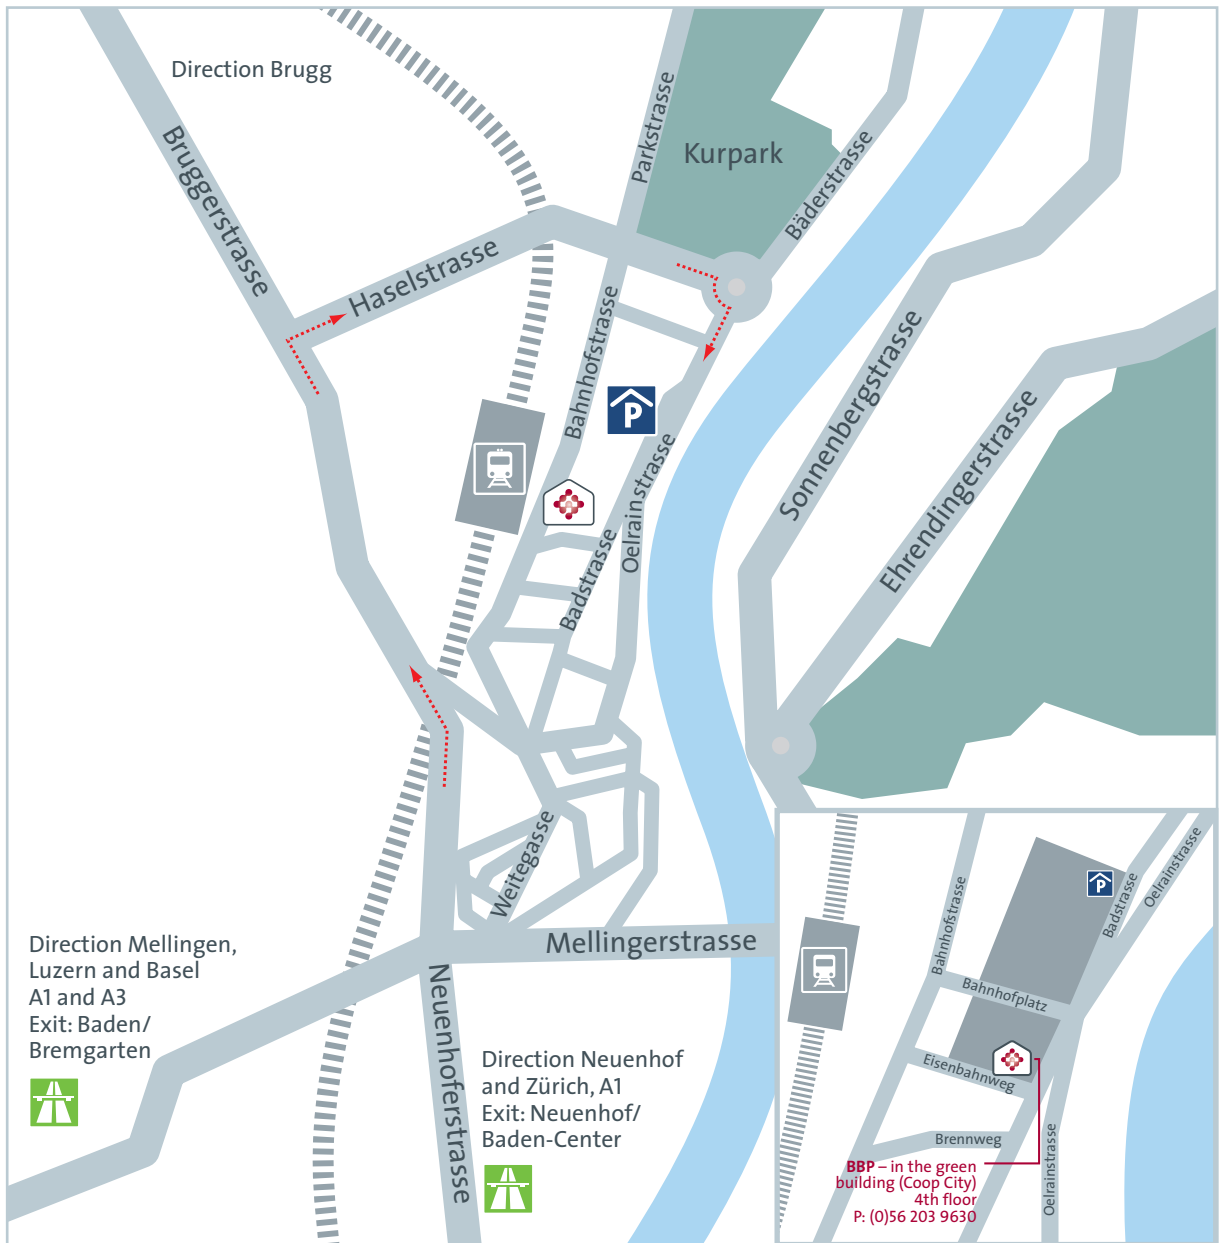 Direction Brugg
Parkstrasse
Kurpark
Bruggerstrasse
Bäderstrasse
Haselstrasse
Bahnhofstrasse
P
Sonnenbergstrasse
Ehrendingerstrasse
Oelrainstrasse
Badstrasse
Weitegasse
Mellingerstrasse
Direction Mellingen,
Luzern and Basel
A1 and A3
Exit: Baden/
Bremgarten
Neuenhoferstrasse
Direction Neuenhof
and Zürich, A1
Exit: Neuenhof/
Baden-Center
Bahnhofstrasse
P
Badstrasse
Oelrainstrasse
Bahnhofplatz
Eisenbahnweg
Brennweg
Oelrainstrasse
BBP – in the green
building (Coop City)
4th floor
P: (0)56 203 9630